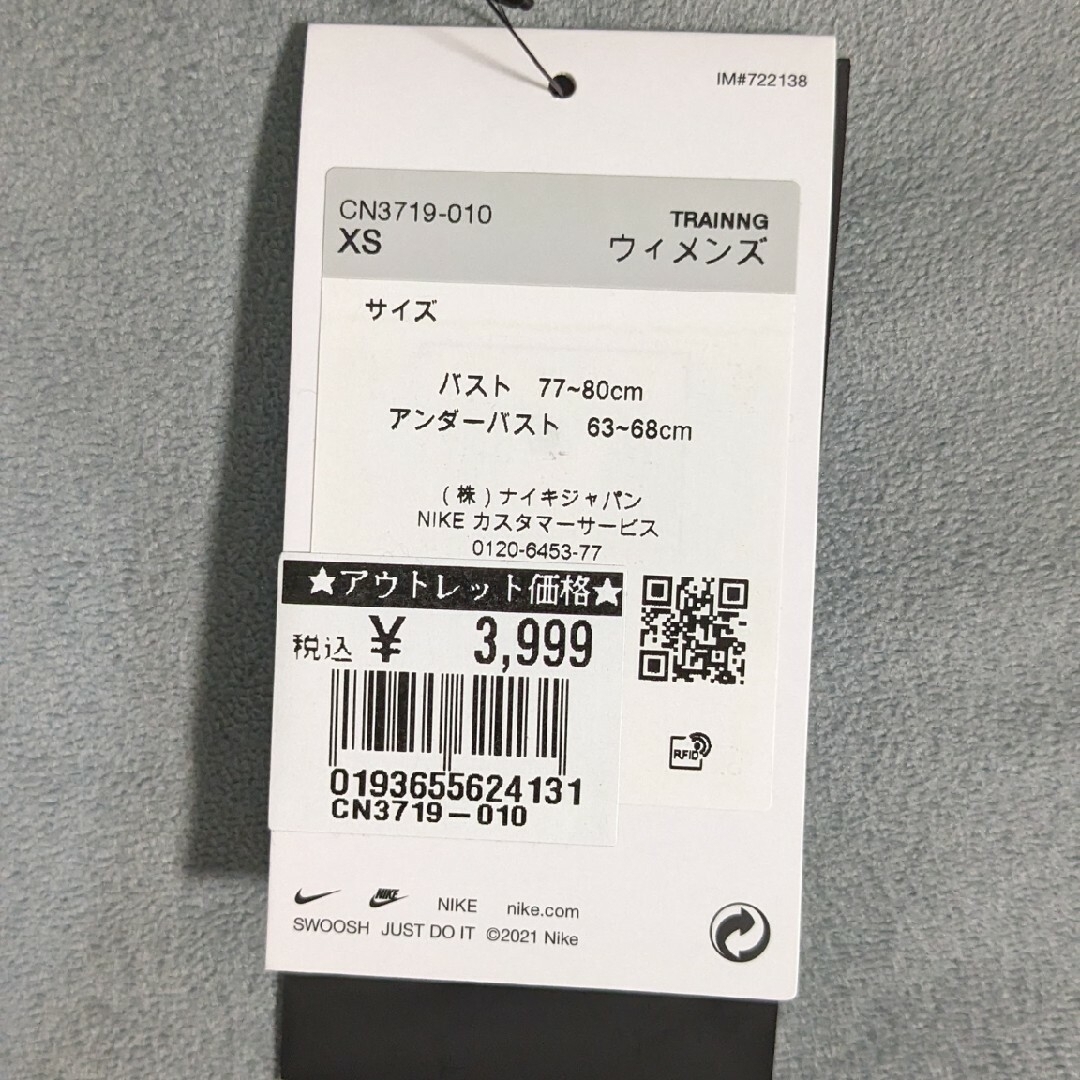 IM#722138
CN3719-010
TRAINNG
XS
ウィメンズ
サイズ
バスト 77~80cm
アンダーバスト 63~68cm
(株)ナイキジャパン
NIKE カスタマーサービス
0120-6453-77
★アウトレット価格★
税込 ¥ 3,999
0193655624131
CN3719-010
RFID
NIKE NIKE nike.com
SWOOSH JUST DO IT ©2021 Nike